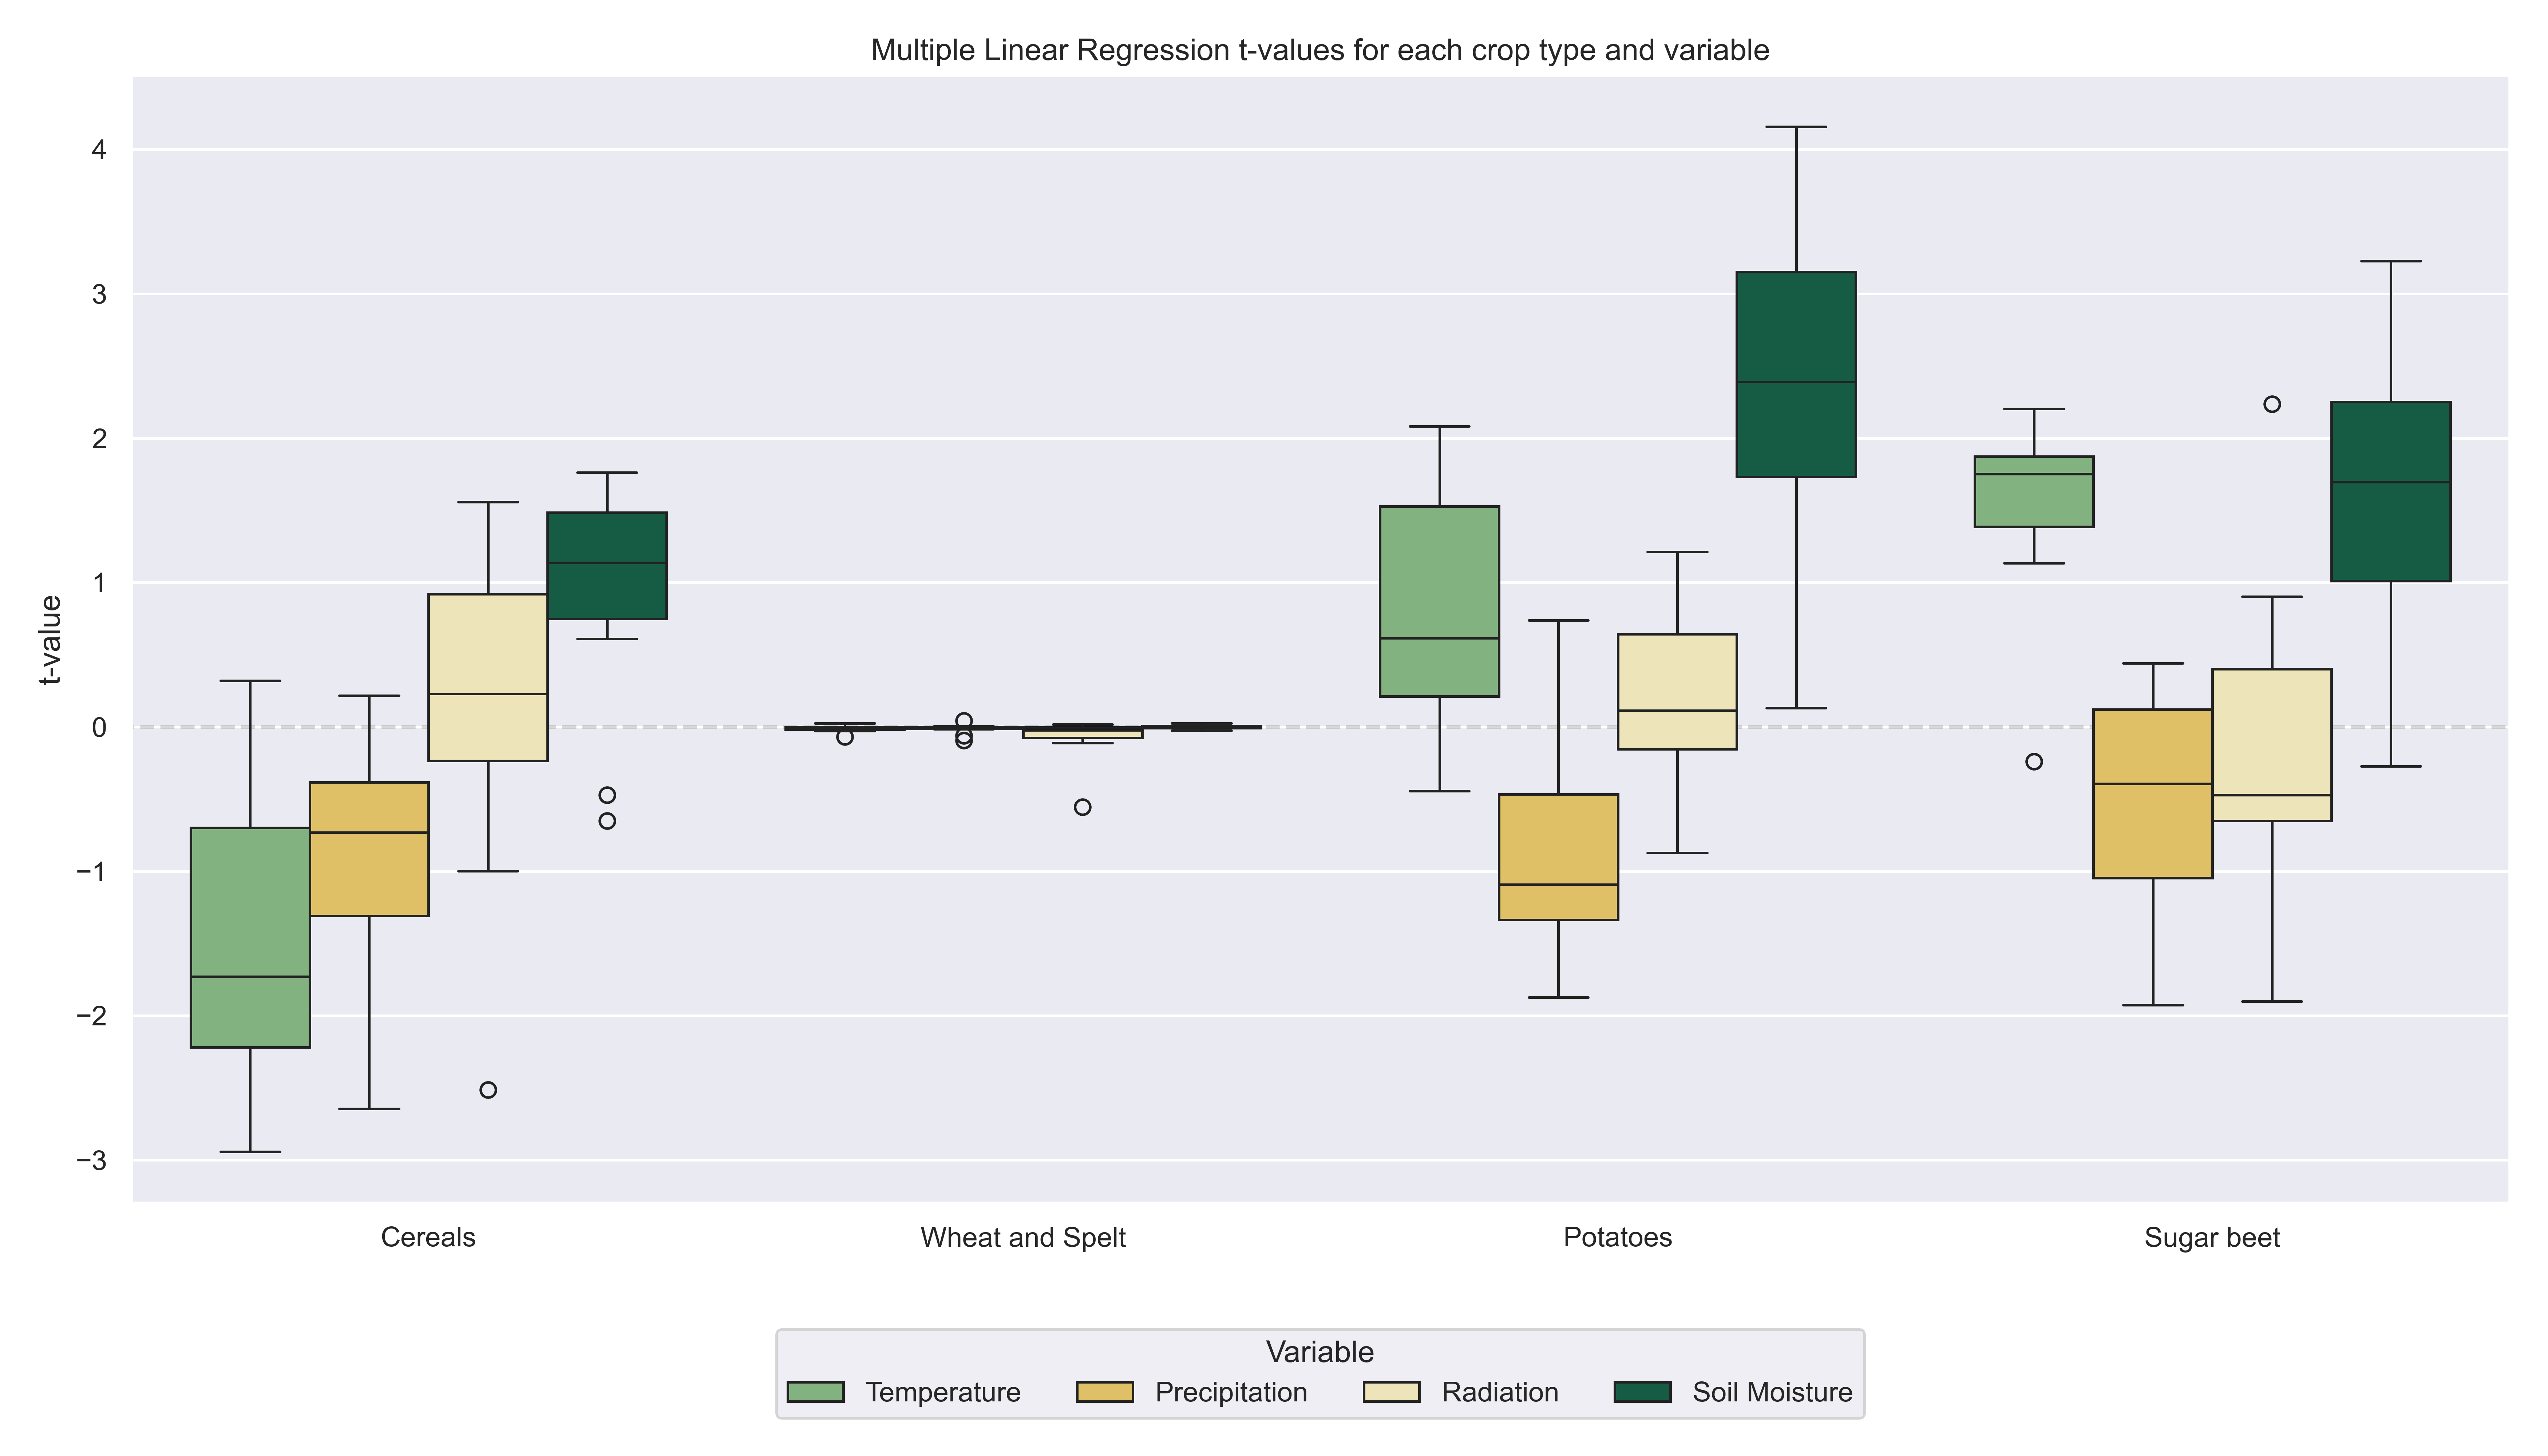 Multiple Linear Regression t-values for each crop type and variable
4
3
2
1
0
−1
−2
−3
t-value
Cereals Wheat and Spelt Potatoes Sugar beet
Variable
Temperature Precipitation Radiation Soil Moisture